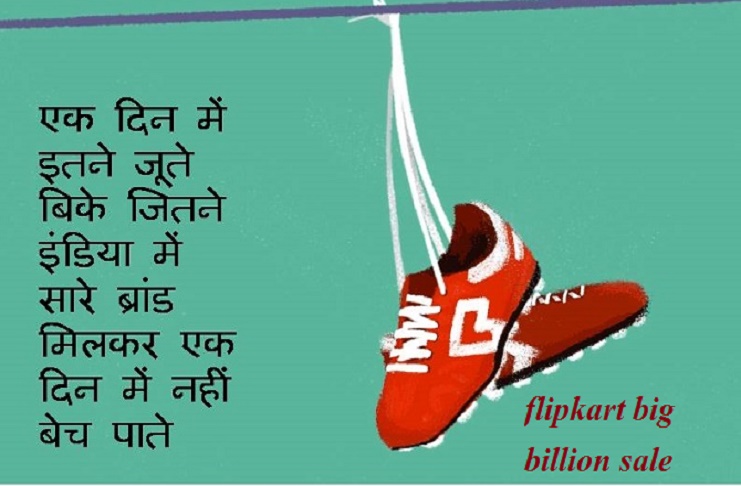 एक दिन में
इतने जूते
बिके जितने
इंडिया में
सारे ब्रांड
मिलकर एक
दिन में नहीं
बेच पाते
flipkart big
billion sale